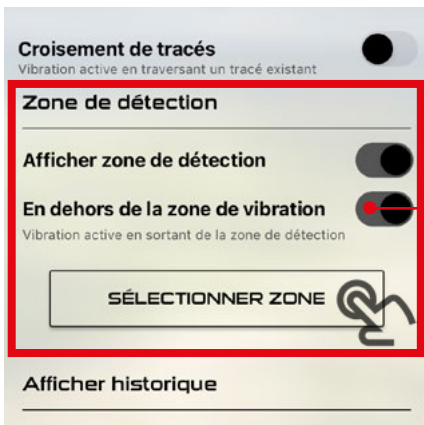 Croisement de tracés
Vibration active en traversant un tracé existant
Zone de détection
Afficher zone de détection
En dehors de la zone de vibration
Vibration active en sortant de la zone de détection
SÉLECTIONNER ZONE
Afficher historique